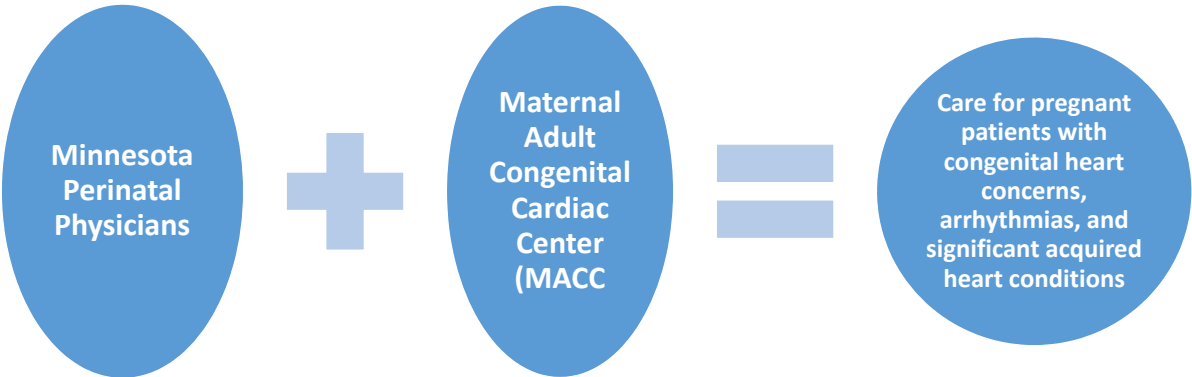 Minnesota
Perinatal
Physicians
Maternal
Adult
Congenital
Cardiac
Center
(MACC
Care for pregnant
patients with
congenital heart
concerns,
arrhythmias, and
significant acquired
heart conditions